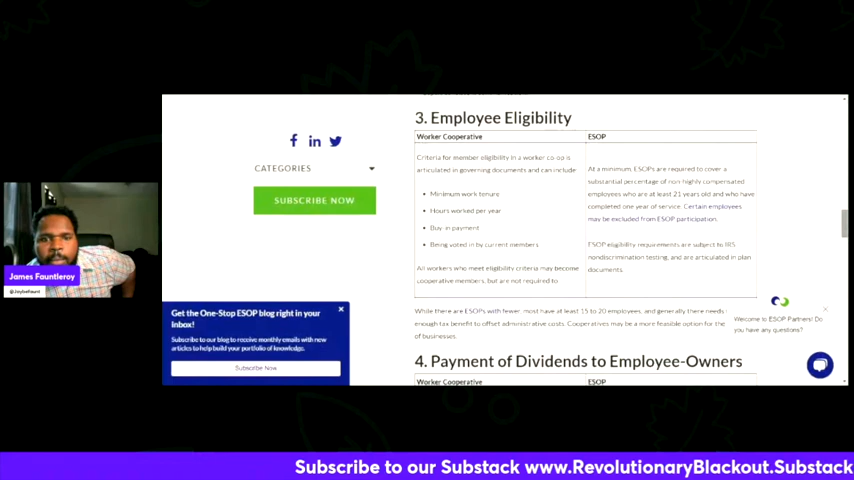 3. Employee Eligibility
Worker Cooperative
ESOP
Criteria for member eligibility in a worker co-op is
articulated in governing documents and can include:
Minimum work tenure
Hours worked per year
Buy-in payment
Being voted in by current members
All workers who meet eligibility criteria may become
cooperative members, but are not required to
At a minimum, ESOPs are required to cover a
substantial percentage of non-highly compensated
employees who are at least 21 years old and who have
completed one year of service. Certain employees
may be excluded from ESOP participation.
ESOP eligibility requirements are subject to IRS
nondiscrimination testing, and are articulated in plan
documents.
While there are ESOPs with fewer, most have at least 15 to 20 employees, and generally there needs
enough tax benefit to offset administrative costs. Cooperatives may be a more feasible option for the
of businesses.
4. Payment of Dividends to Employee-Owners
Worker Cooperative
ESOP
CATEGORIES
SUBSCRIBE NOW
Get the One-Stop ESOP blog right in your
Inbox!
Subscribe to our blog to receive monthly emails with new
articles to help build your portfolio of knowledge.
Subscribe Now
Welcome to ESOP Partners! Do
you have any questions?
James Fauntleroy
Subscribe to our Substack www.RevolutionaryBlackout.Substack